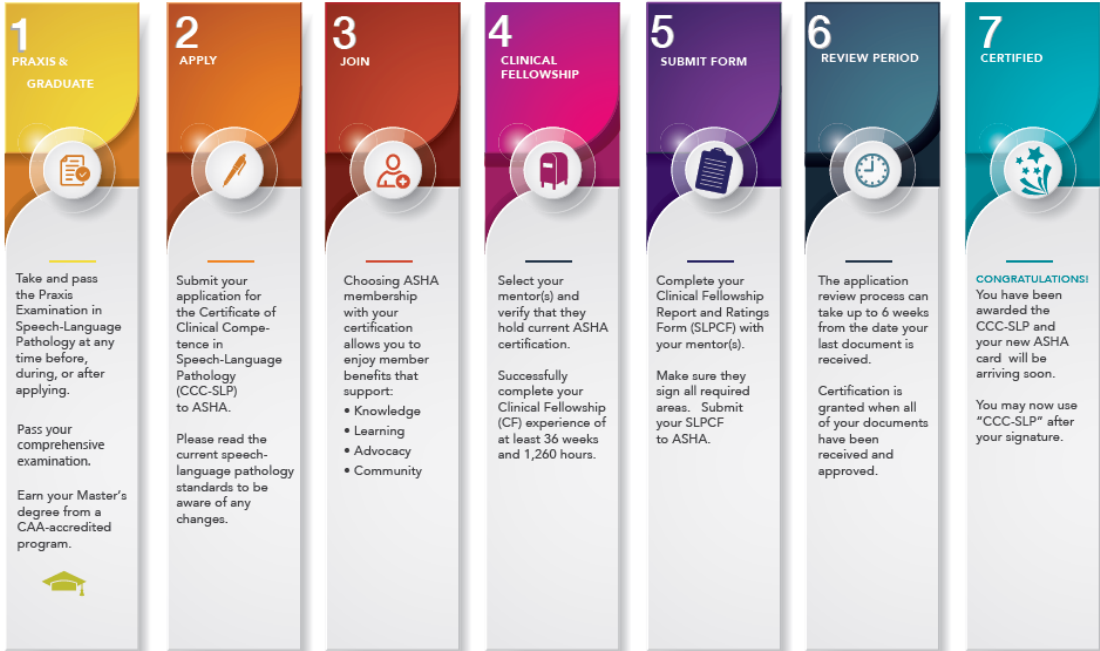 1
PRAXIS &
GRADUATE
Take and pass
the Praxis
Examination in
Speech-Language
Pathology at any
time before,
during, or after
applying.
Pass your
comprehensive
examination.
Earn your Master's
degree from a
CAA-accredited
program.
2
APPLY
Submit your
application for
the Certificate of
Clinical Compe-
tence in
Speech-Language
Pathology
(CCC-SLP)
to ASHA.
Please read the
current speech-
language pathology
standards to be
aware of any
changes.
3
JOIN
Choosing ASHA
membership
with your
certification
allows you to
enjoy member
benefits that
support:
• Knowledge
• Learning
• Advocacy
• Community
4
CLINICAL
FELLOWSHIP
Select your
mentor(s) and
verify that they
hold current ASHA
certification.
Successfully
complete your
Clinical Fellowship
(CF) experience of
at least 36 weeks
and 1,260 hours.
5
SUBMIT FORM
Complete your
Clinical Fellowship
Report and Ratings
Form (SLPCF) with
your mentor(s).
Make sure they
sign all required
areas. Submit
your SLPCF
to ASHA.
6
REVIEW PERIOD
The application
review process can
take up to 6 weeks
from the date your
last document is
received.
Certification is
granted when all
of your documents
have been
received and
approved.
7
CERTIFIED
CONGRATULATIONS!
You have been
awarded the
CCC-SLP and
your new ASHA
card will be
arriving soon.
You may now use
"CCC-SLP" after
your signature.